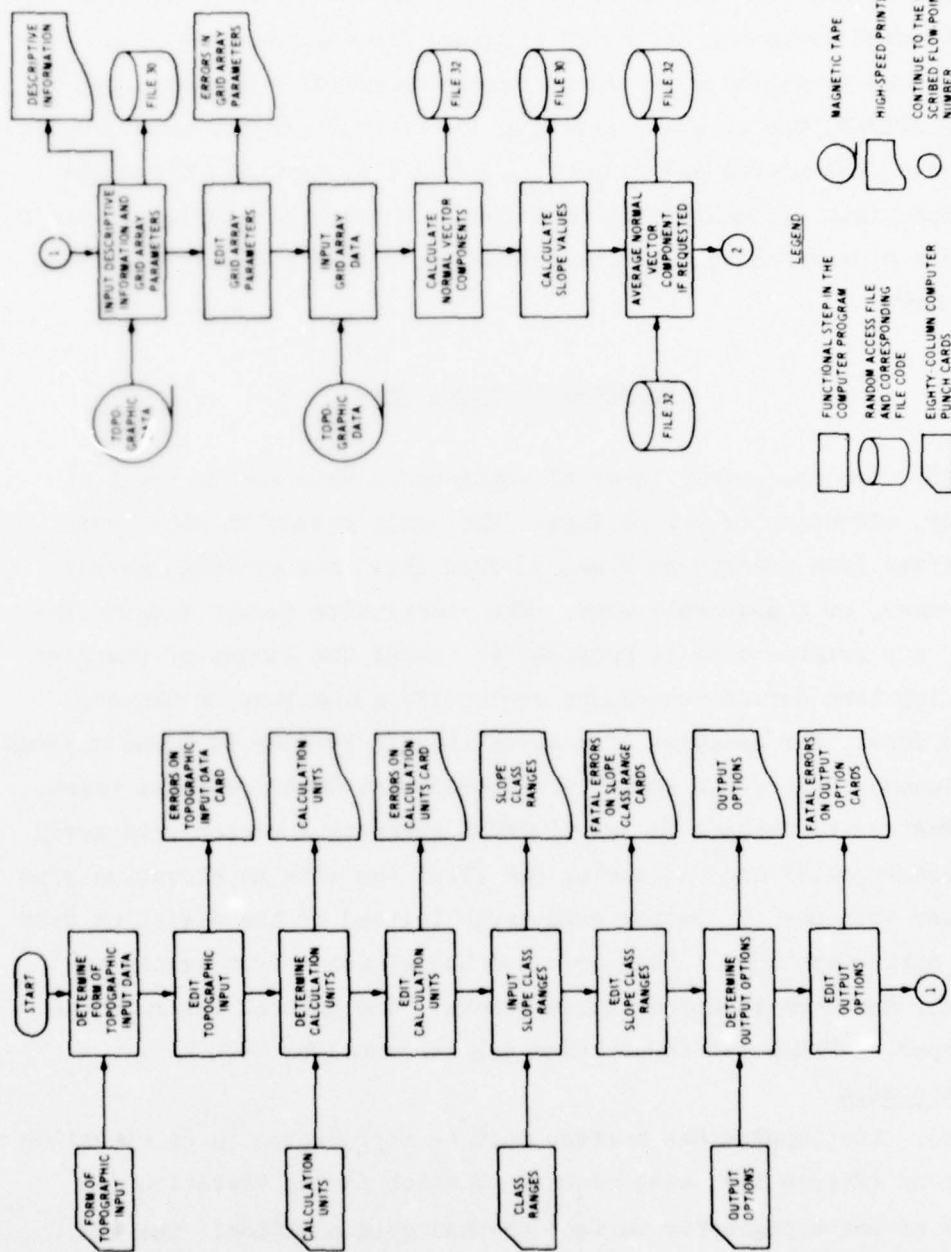 START
FORM OF
TOPOGRAPHIC
INPUT
DETERMINE
FORM OF
TOPOGRAPHIC
INPUT DATA
EDIT
TOPOGRAPHIC
INPUT
ERRORS ON
TOPOGRAPHIC
INPUT DATA
CARD
CALCULATION
UNITS
DETERMINE
CALCULATION
UNITS
CALCULATION
UNITS
EDIT
CALCULATION
UNITS
ERRORS ON
CALCULATION
UNITS CARD
CLASS
RANGES
INPUT
SLOPE CLASS
RANGES
SLOPE
CLASS
RANGES
EDIT
SLOPE CLASS
RANGES
FATAL ERRORS
ON SLOPE
CLASS RANGE
CARDS
OUTPUT
OPTIONS
DETERMINE
OUTPUT OPTIONS
OUTPUT
OPTIONS
EDIT
OUTPUT
OPTIONS
FATAL ERRORS
ON OUTPUT
OPTION
CARDS
1
1
TOPO-
GRAPHIC
DATA
INPUT DESCRIPTIVE
INFORMATION AND
GRID ARRAY
PARAMETERS
DESCRIPTIVE
INFORMATION
FILE 30
EDIT
GRID ARRAY
PARAMETERS
ERRORS IN
GRID ARRAY
PARAMETERS
TOPO-
GRAPHIC
DATA
INPUT
GRID ARRAY
DATA
CALCULATE
NORMAL VECTOR
COMPONENTS
FILE 32
CALCULATE
SLOPE VALUES
FILE 30
FILE 32
AVERAGE NORMAL
VECTOR
COMPONENT
IF REQUESTED
FILE 32
2
LEGEND
FUNCTIONAL STEP IN THE
COMPUTER PROGRAM
RANDOM ACCESS FILE
AND CORRESPONDING
FILE CODE
EIGHTY-COLUMN COMPUTER
PUNCH CARDS
MAGNETIC TAPE
HIGH-SPEED
CONTINUE TO THE
NUMBER